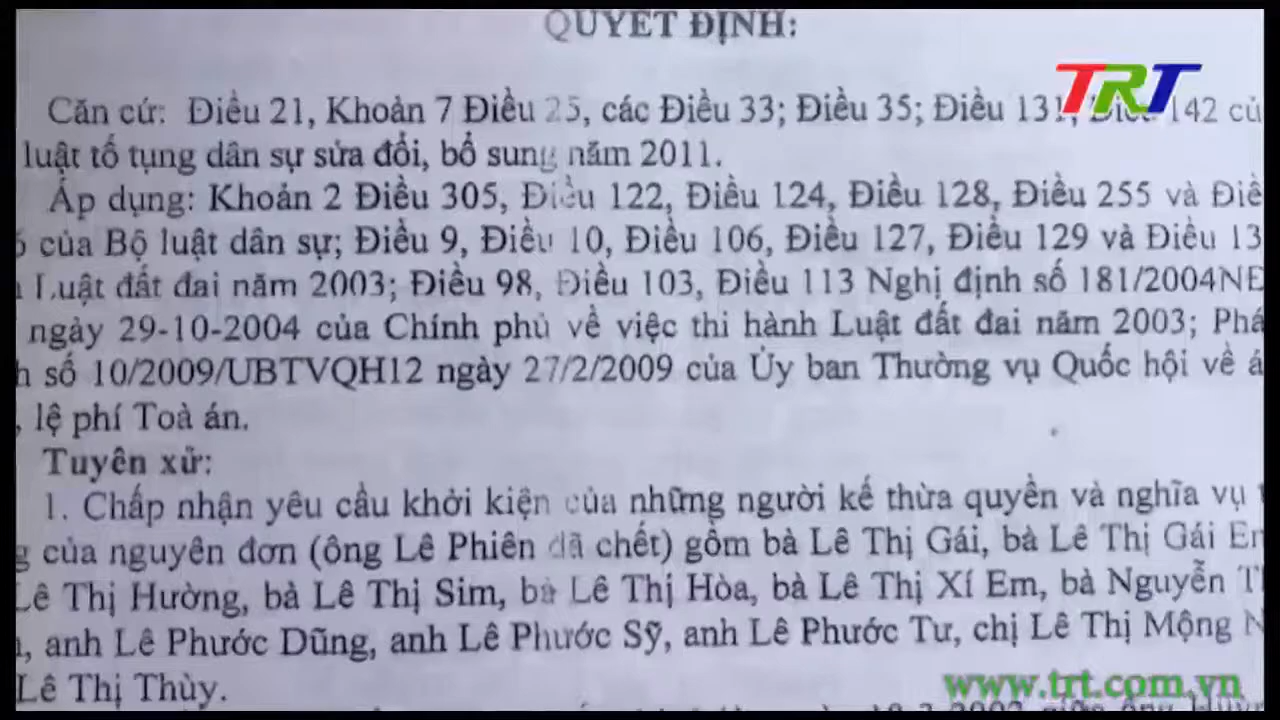 QUYẾT ĐỊNH:
TRT
Căn cứ: Điều 21, Khoản 7 Điều 25, các Điều 33; Điều 35; Điều 131, Điều 142 củ
luật tố tụng dân sự sửa đổi, bổ sung năm 2011.
Áp dụng: Khoản 2 Điều 305, Điều 122, Điều 124, Điều 128, Điều 255 và Điề
của Bộ luật dân sự; Điều 9, Điều 10, Điều 106, Điều 127, Điều 129 và Điều 13
Luật đất đai năm 2003; Điều 98, Điều 103, Điều 113 Nghị định số 181/2004NĐ
ngày 29-10-2004 của Chính phủ về việc thi hành Luật đất đai năm 2003; Phá
h số 10/2009/UBTVQH12 ngày 27/2/2009 của Ủy ban Thường vụ Quốc hội về á
, lệ phí Toà án.
Tuyên xử:
1. Chấp nhận yêu cầu khởi kiện của những người kế thừa quyền và nghĩa vụ t
g của nguyên đơn (ông Lê Phiên đã chết) gồm bà Lê Thị Gái, bà Lê Thị Gái Em
Lê Thị Hường, bà Lê Thị Sim, bà Lê Thị Hòa, bà Lê Thị Xí Em, bà Nguyễn Th
, anh Lê Phước Dũng, anh Lê Phước Sỹ, anh Lê Phước Tư, chị Lê Thị Mộng N
Lê Thị Thùy.
www.trt.com.vn